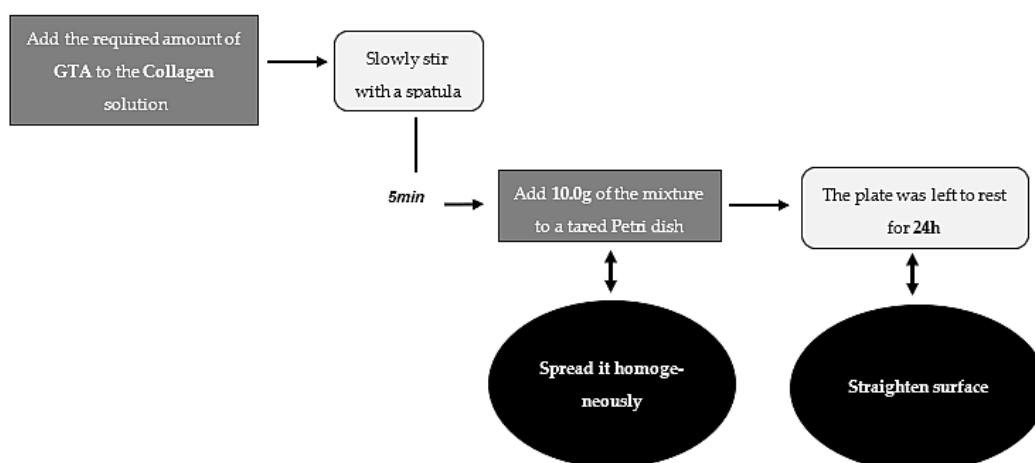 Add the required amount of
GTA to the Collagen
solution
Slowly stir
with a spatula
5min
Add 10.0g of the mixture
to a tared Petri dish
The plate was left to rest
for 24h
Spread it homoge-
neously
Straighten surface